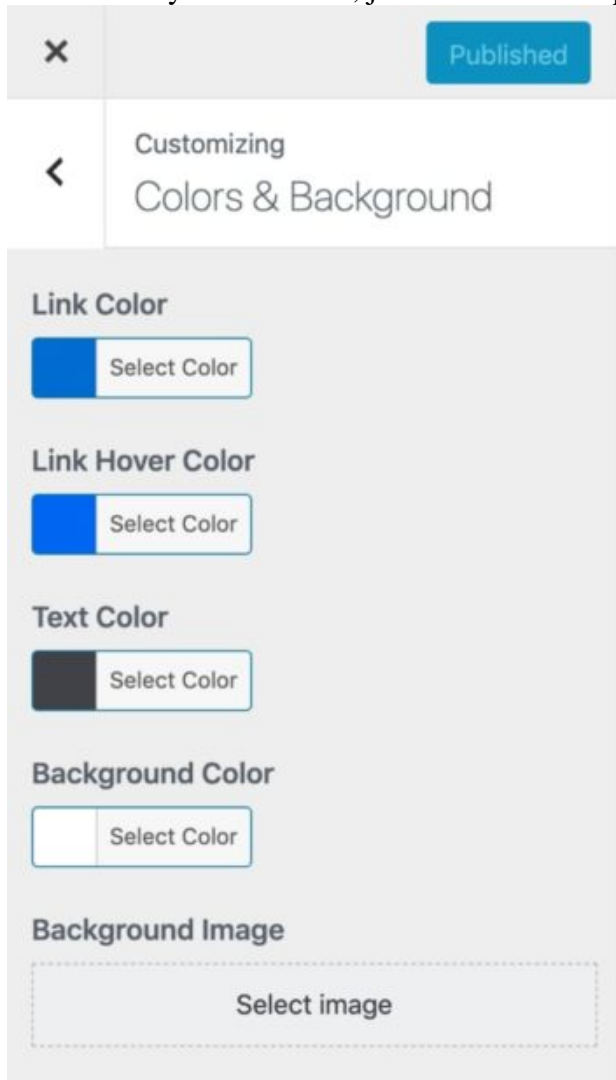 Published
Customizing
Colors & Background
Link Color
Select Color
Link Hover Color
Select Color
Text Color
Select Color
Background Color
Select Color
Background Image
Select image